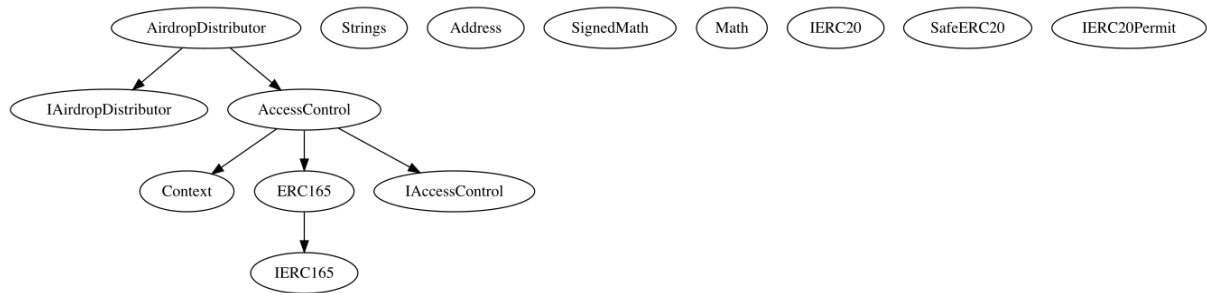 AirdropDistributor
Strings
Address
SignedMath
Math
IERC20
SafeERC20
IERC20Permit
IAirdropDistributor
AccessControl
Context
ERC165
IAccessControl
IERC165